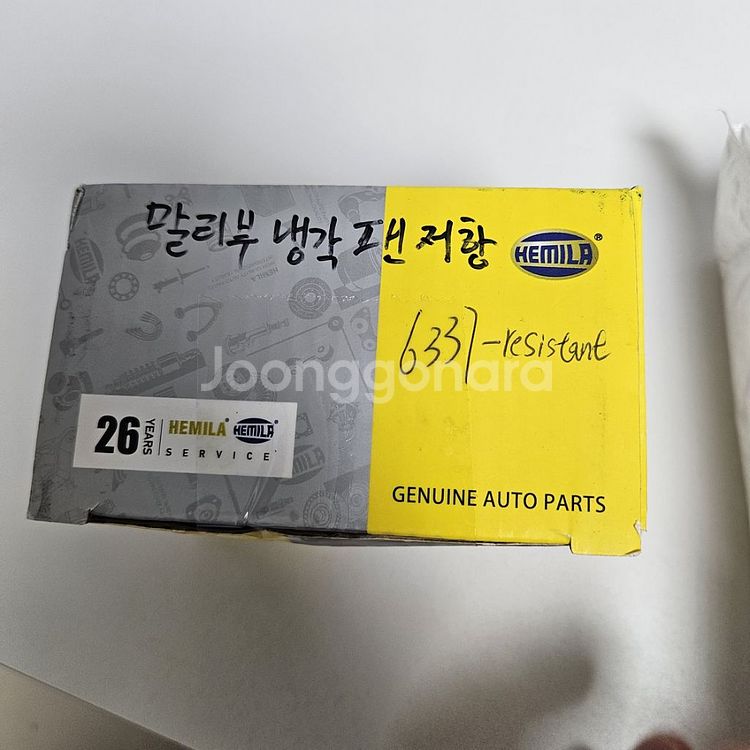 말리부 냉각 팬 저항
HEMILA®
6337-resistant
Joonggonara
26 YEARS HEMILA® HEMILA
SERVICE
GENUINE AUTO PARTS